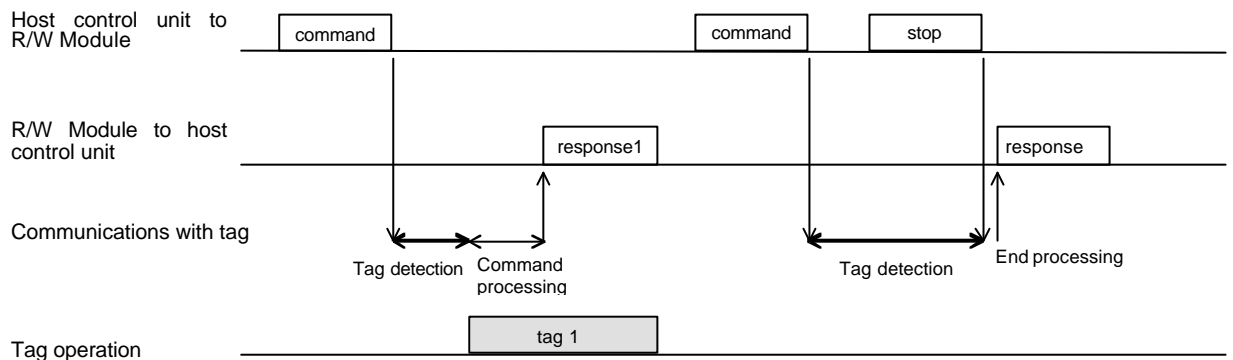 Host control unit to
R/W Module
command
command
stop
R/W Module to host
control unit
response1
response
Communications with tag
Tag detection
Command
processing
Tag detection
End processing
Tag operation
tag 1